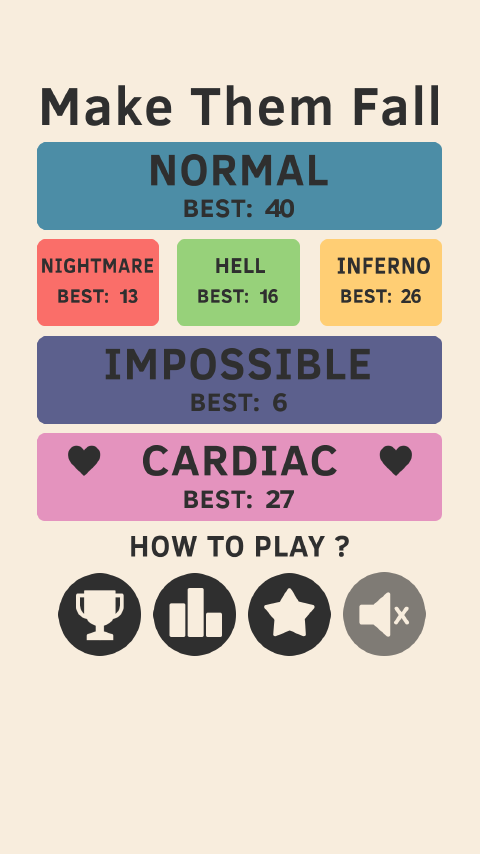 Make Them Fall
NORMAL
BEST: 40
NIGHTMARE
BEST: 13
HELL
BEST: 16
INFERNO
BEST: 26
IMPOSSIBLE
BEST: 6
CARDIAC
BEST: 27
HOW TO PLAY ?